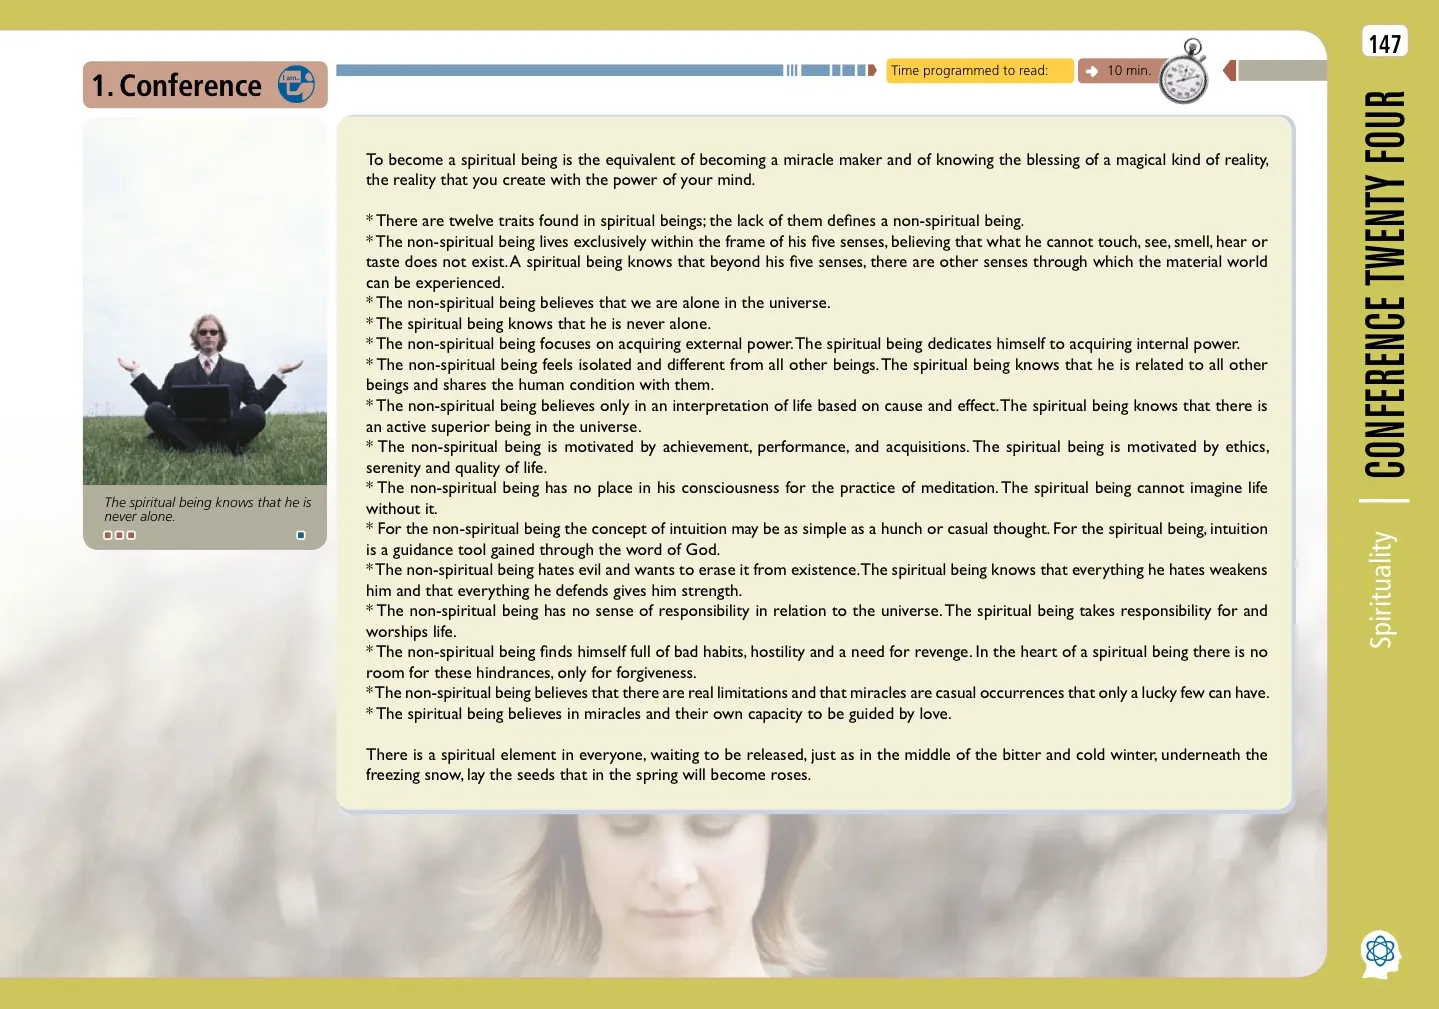 147
1. Conference
I am...
Time programmed to read:
10 min.
To become a spiritual being is the equivalent of becoming a miracle maker and of knowing the blessing of a magical kind of reality,
the reality that you create with the power of your mind.
* There are twelve traits found in spiritual beings; the lack of them defines a non-spiritual being.
* The non-spiritual being lives exclusively within the frame of his five senses, believing that what he cannot touch, see, smell, hear or
taste does not exist. A spiritual being knows that beyond his five senses, there are other senses through which the material world
can be experienced.
* The non-spiritual being believes that we are alone in the universe.
* The spiritual being knows that he is never alone.
* The non-spiritual being focuses on acquiring external power. The spiritual being dedicates himself to acquiring internal power.
* The non-spiritual being feels isolated and different from all other beings. The spiritual being knows that he is related to all other
beings and shares the human condition with them.
* The non-spiritual being believes only in an interpretation of life based on cause and effect. The spiritual being knows that there is
an active superior being in the universe.
* The non-spiritual being is motivated by achievement, performance, and acquisitions. The spiritual being is motivated by ethics,
serenity and quality of life.
* The non-spiritual being has no place in his consciousness for the practice of meditation. The spiritual being cannot imagine life
without it.
* For the non-spiritual being the concept of intuition may be as simple as a hunch or casual thought. For the spiritual being, intuition
is a guidance tool gained through the word of God.
* The non-spiritual being hates evil and wants to erase it from existence. The spiritual being knows that everything he hates weakens
him and that everything he defends gives him strength.
* The non-spiritual being has no sense of responsibility in relation to the universe. The spiritual being takes responsibility for and
worships life.
* The non-spiritual being finds himself full of bad habits, hostility and a need for revenge. In the heart of a spiritual being there is no
room for these hindrances, only for forgiveness.
* The non-spiritual being believes that there are real limitations and that miracles are casual occurrences that only a lucky few can have.
* The spiritual being believes in miracles and their own capacity to be guided by love.
There is a spiritual element in everyone, waiting to be released, just as in the middle of the bitter and cold winter, underneath the
freezing snow, lay the seeds that in the spring will become roses.
The spiritual being knows that he is
never alone.
CONFERENCE TWENTY FOUR
Spirituality